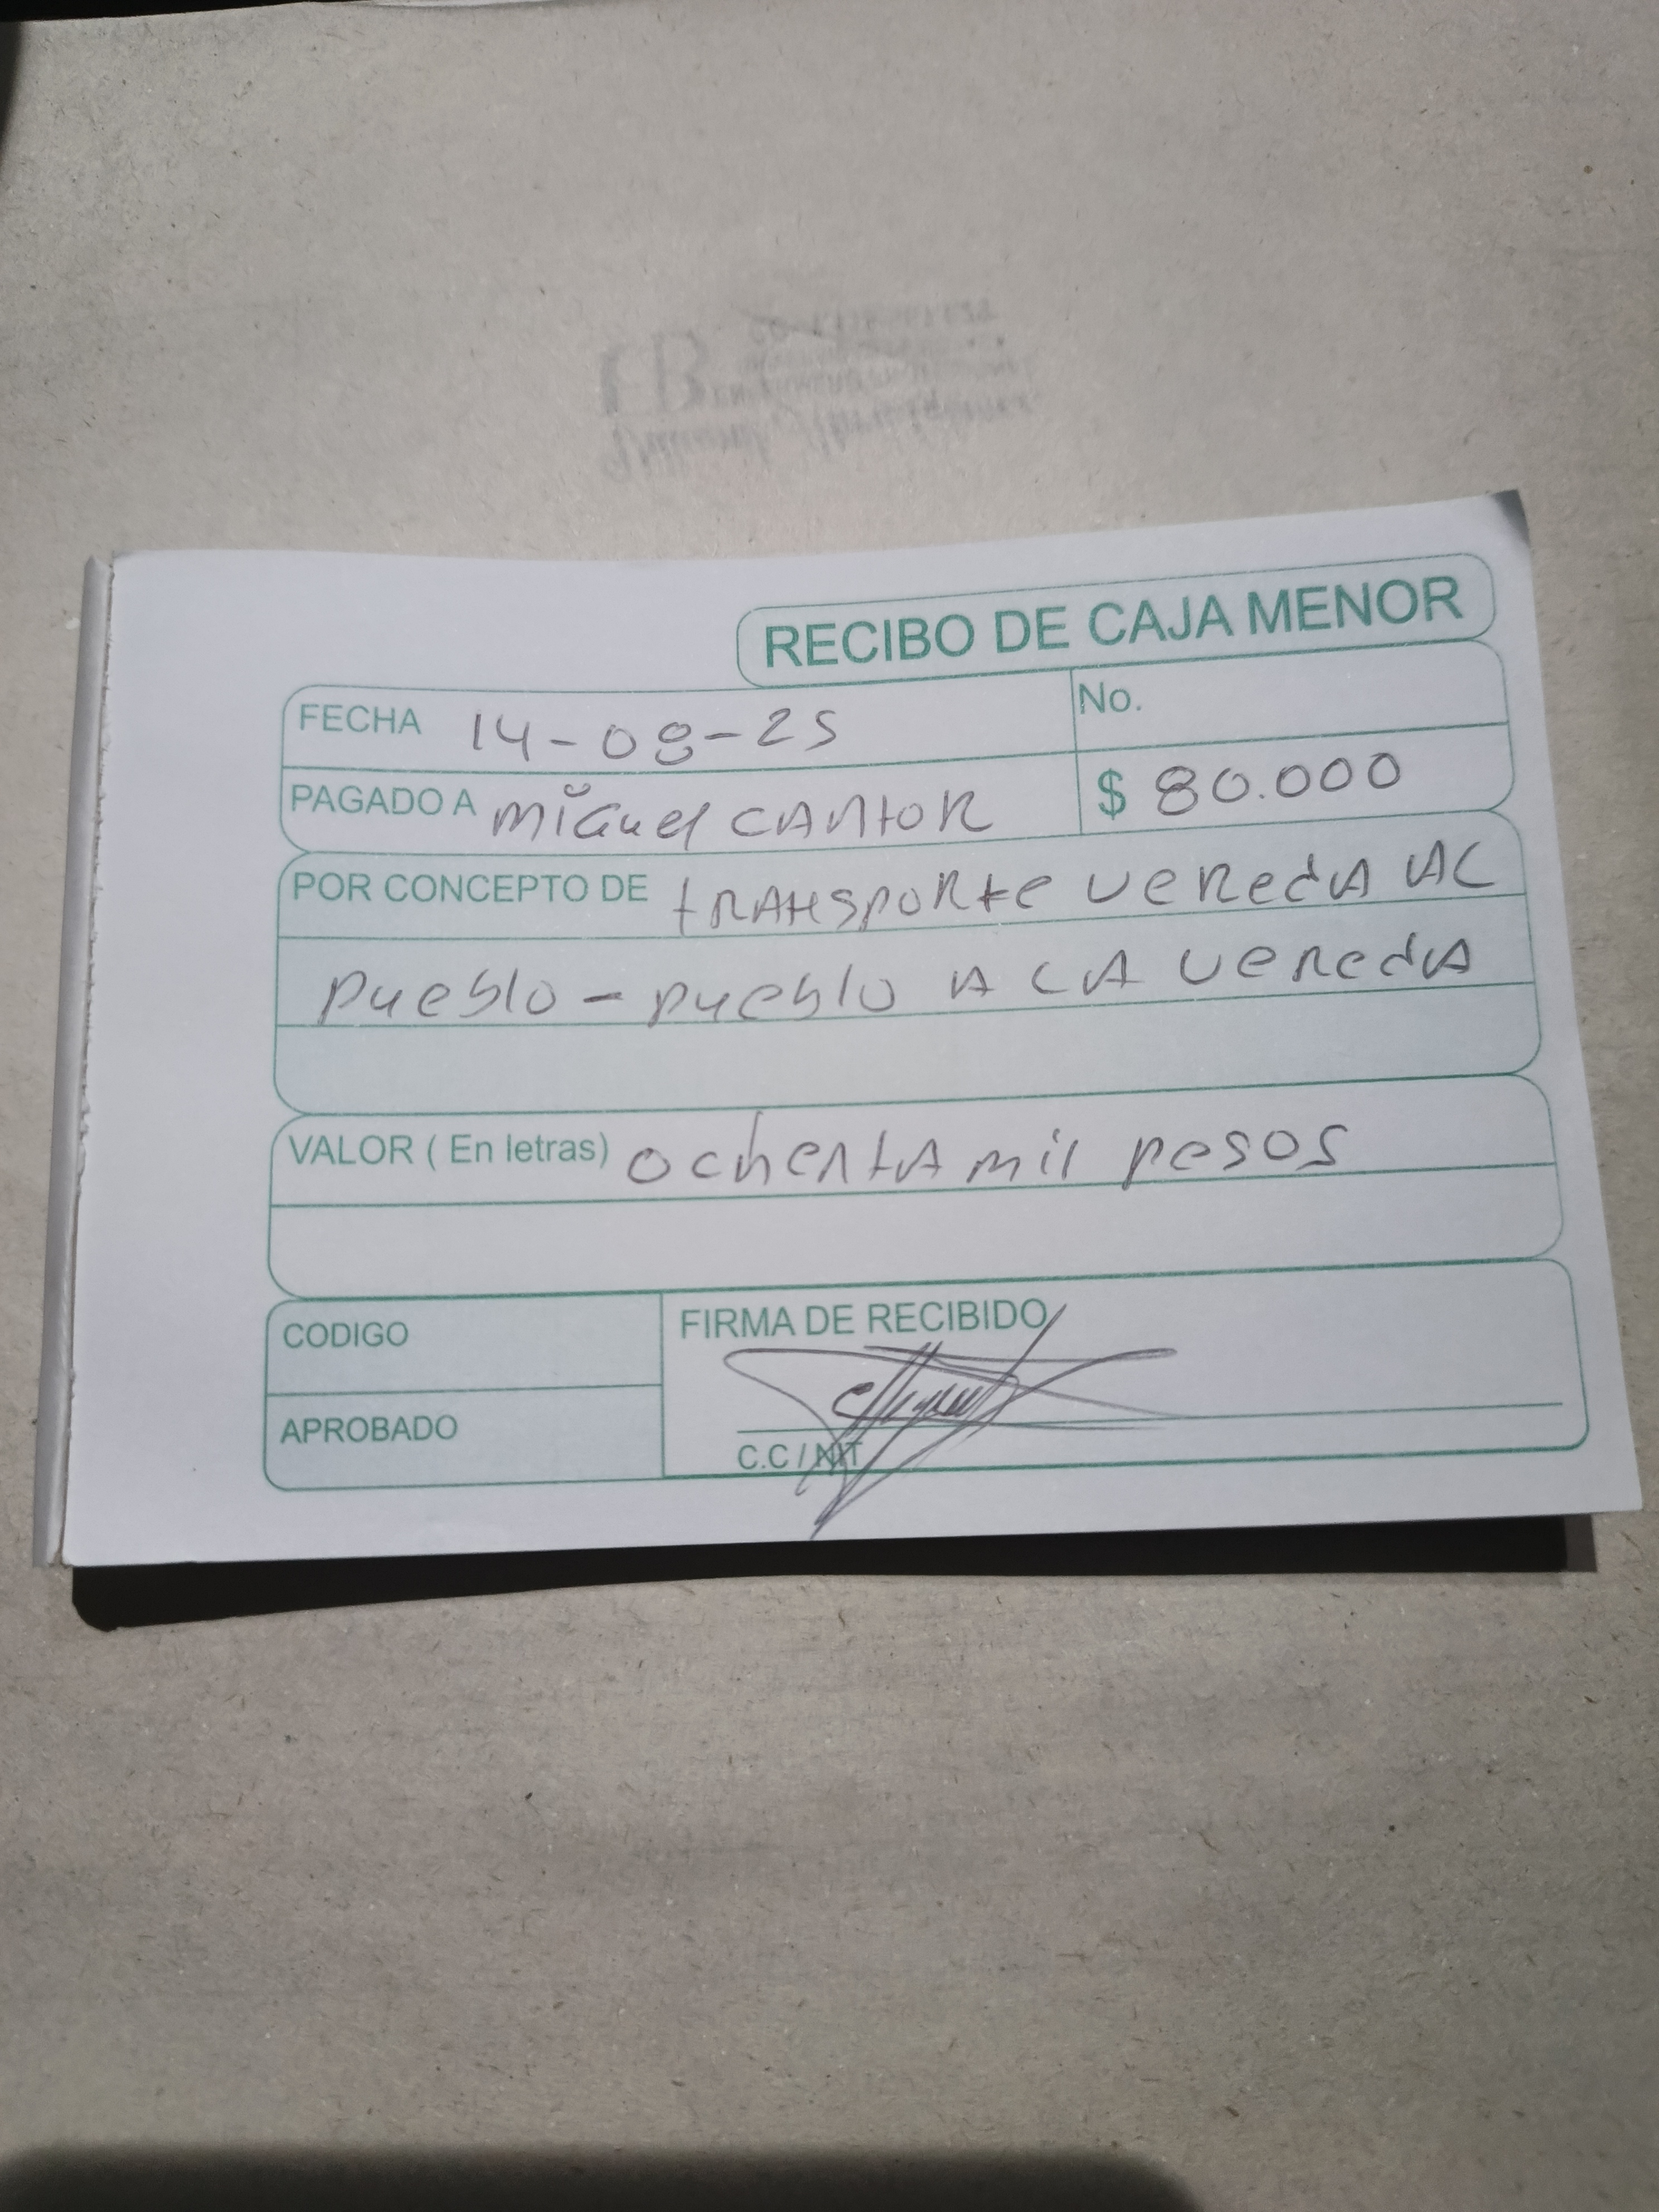 RECIBO DE CAJA MENOR
FECHA 14-08-25 No.
PAGADO A Miguel CANtOR $ 80.000
POR CONCEPTO DE tRANSPORte VeRedA AL
Pueblo - Pueblo A LA VeRedA
VALOR ( En letras) OchentA mil pesos
CODIGO
FIRMA DE RECIBIDO
APROBADO
C.C / NIT